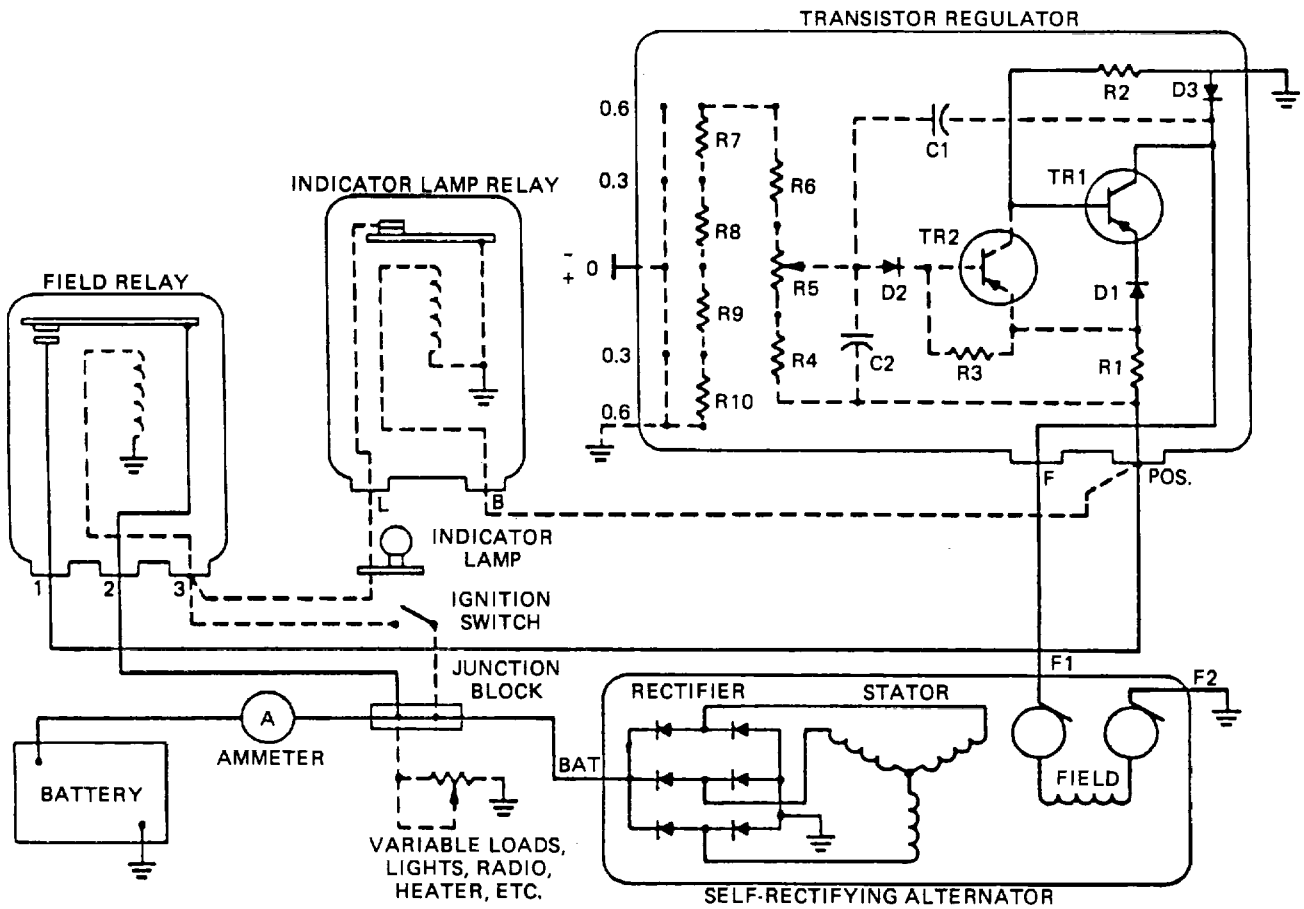 TRANSISTOR REGULATOR
R2
D3
0.6
R7
C1
0.3
R6
TR1
INDICATOR LAMP RELAY
R8
TR2
-
+ 0
R5
D2
D1
FIELD RELAY
R9
0.3
R4
C2
R3
R1
R10
0.6
F
POS.
L
B
INDICATOR
LAMP
1
2
3
IGNITION
SWITCH
JUNCTION
BLOCK
F1
F2
RECTIFIER
STATOR
A
AMMETER
BAT
FIELD
BATTERY
VARIABLE LOADS,
LIGHTS, RADIO,
HEATER, ETC.
SELF-RECTIFYING ALTERNATOR